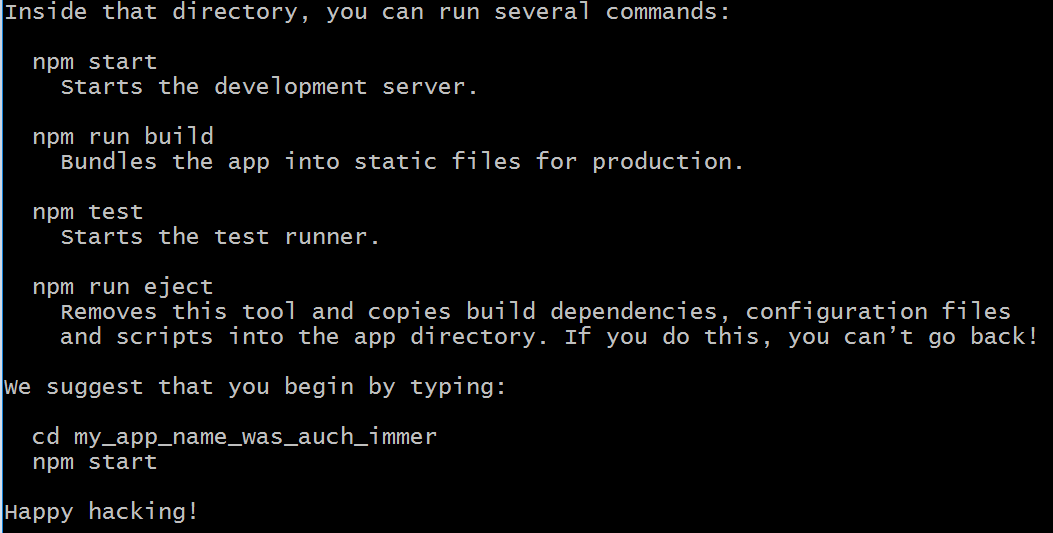 Inside that directory, you can run several commands:
npm start
Starts the development server.
npm run build
Bundles the app into static files for production.
npm test
Starts the test runner.
npm run eject
Removes this tool and copies build dependencies, configuration files
and scripts into the app directory. If you do this, you can’t go back!
We suggest that you begin by typing:
cd my_app_name_was_auch_immer
npm start
Happy hacking!